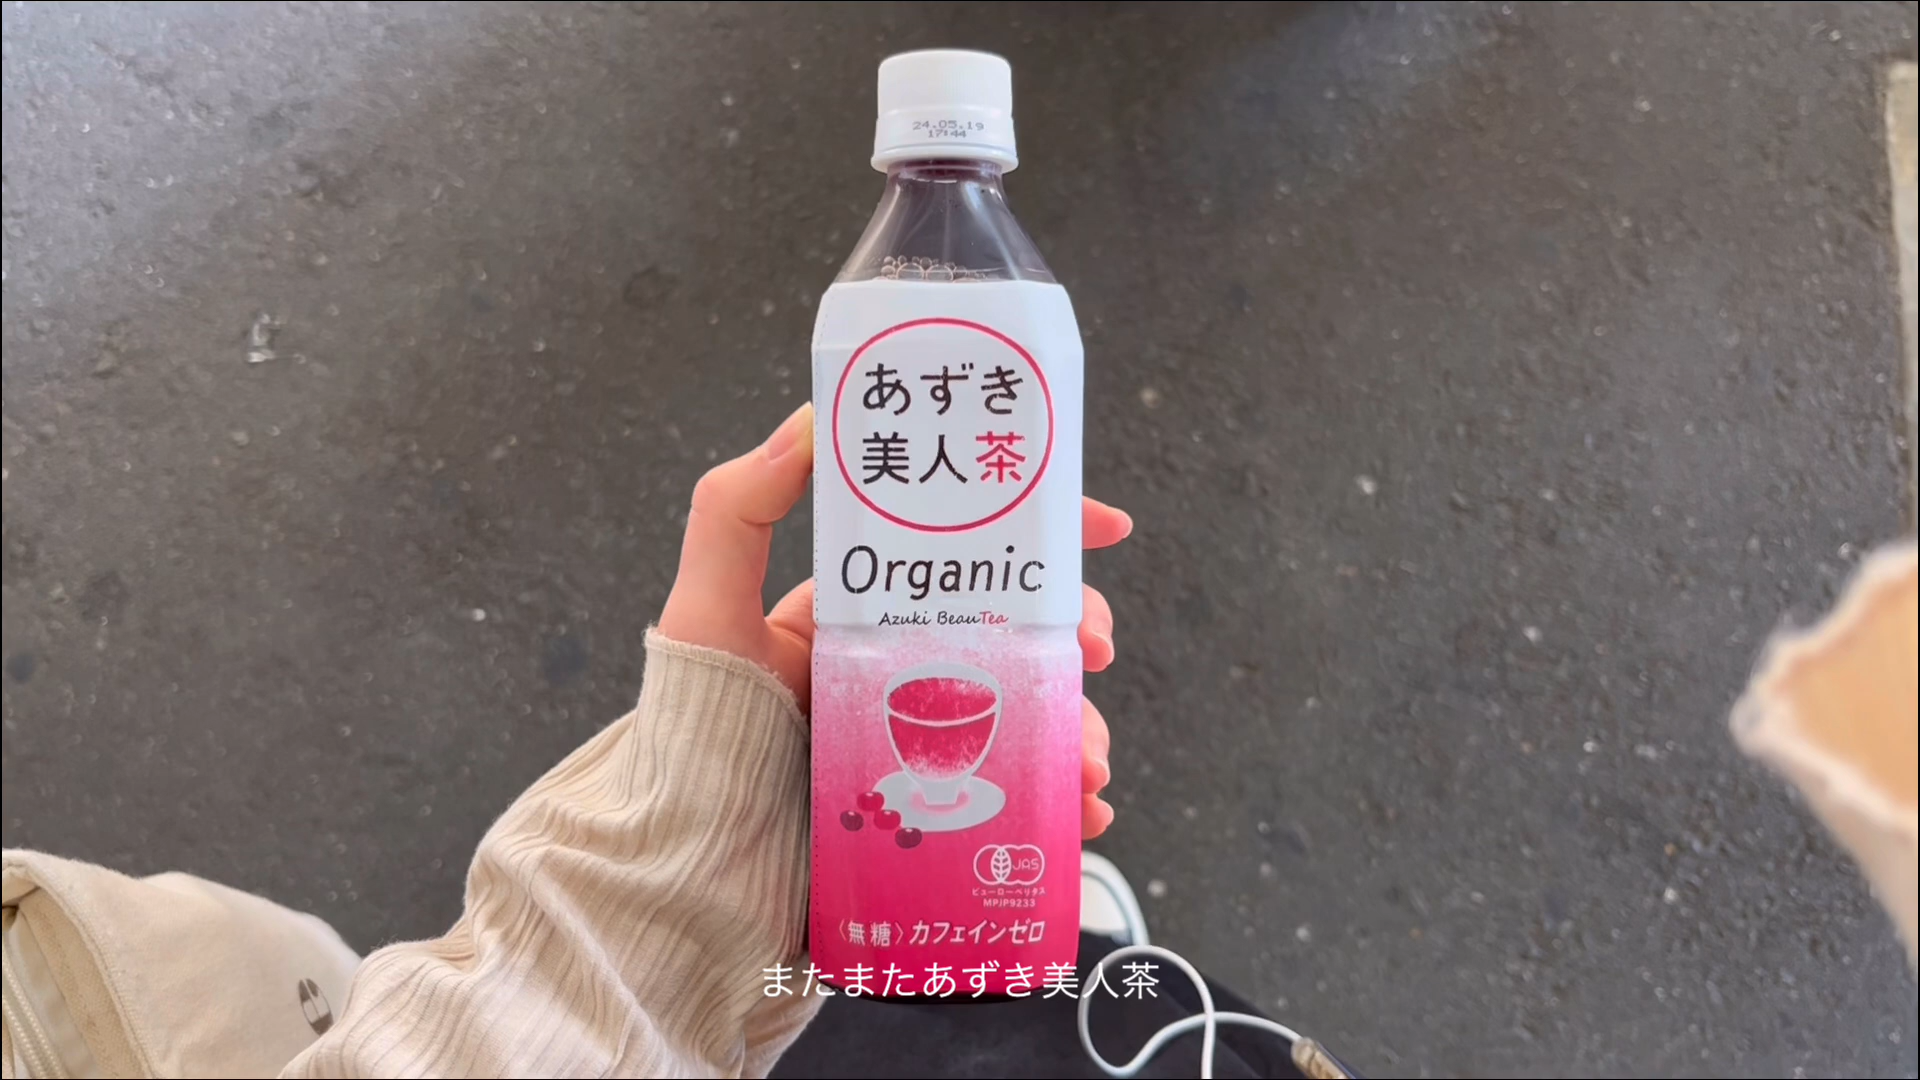 24.05.19
17:44
あずき
美人茶
Organic
Azuki BeauTea
JAS
ビューローベリタス
MPJP9233
〈無糖〉カフェインゼロ
またまたあずき美人茶